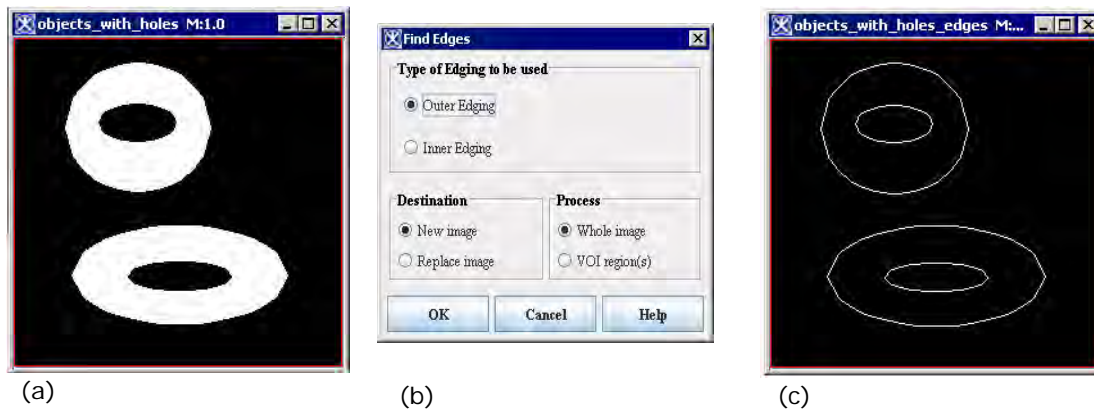 objects_with_holes M:1.0
(a)
Find Edges
Type of Edging to be used
Outer Edging
Inner Edging
Destination
New image
Replace image
Process
Whole image
VOI region(s)
OK Cancel Help
(b)
objects_with_holes_edges M:...
(c)